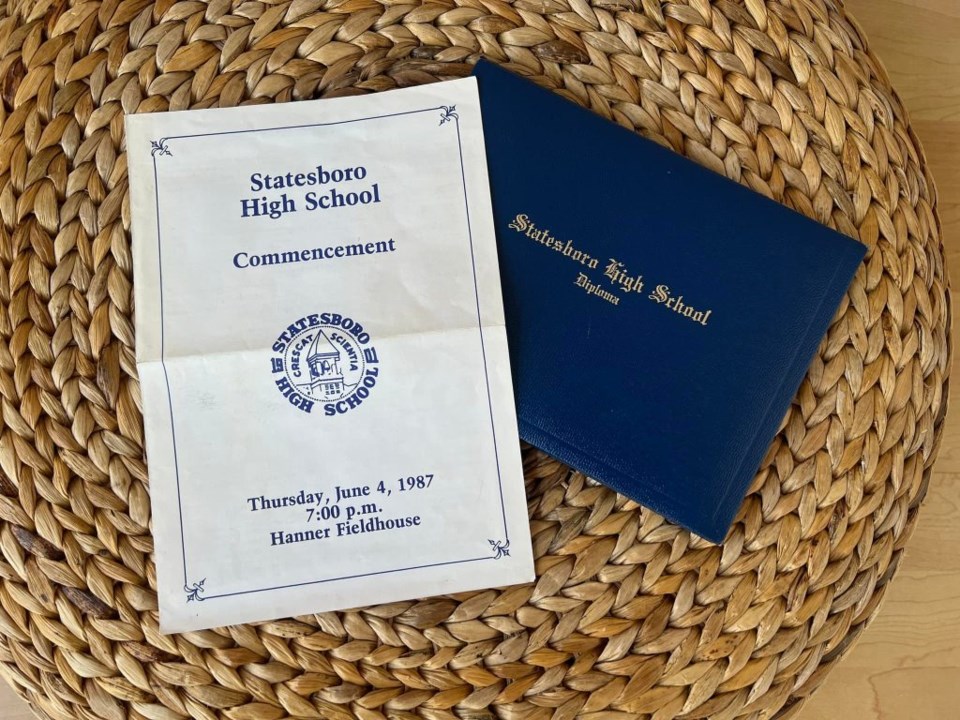 Statesboro
High School
Commencement
STATESBORO
CRESCAT SCIENTIA
HIGH SCHOOL
Thursday, June 4, 1987
7:00 p.m.
Hanner Fieldhouse
Statesboro High School
Diploma